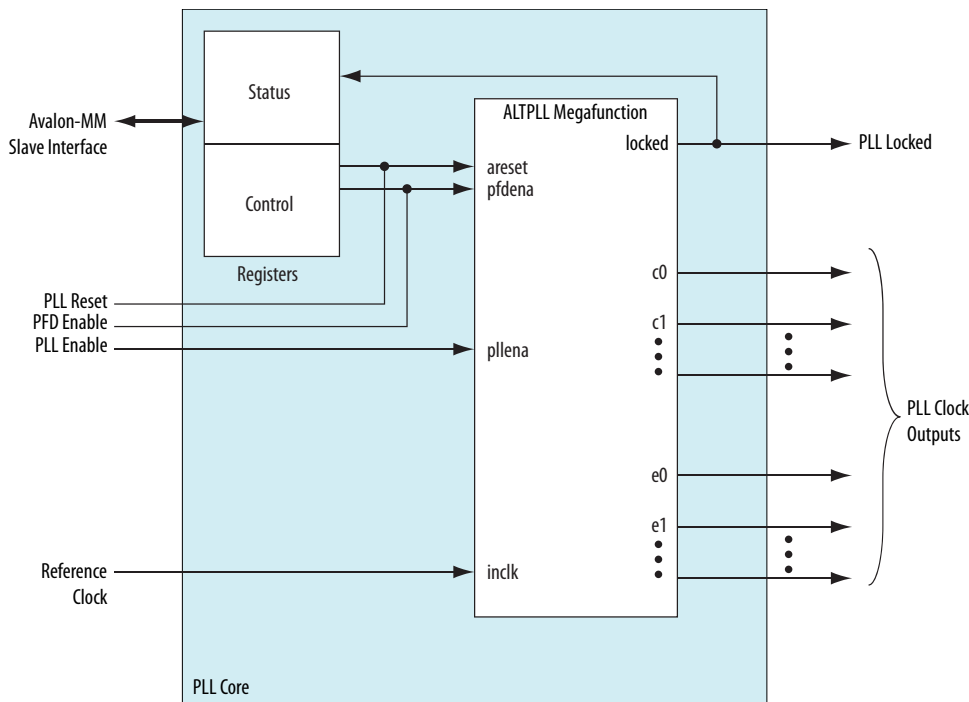 Status
ALTPLL Megafunction
Avalon-MM
Slave Interface
locked
PLL Locked
areset
pfdena
Control
Registers
c0
PLL Reset
PFD Enable
c1
PLL Enable
pllena
PLL Clock
Outputs
e0
e1
Reference
Clock
inclk
PLL Core